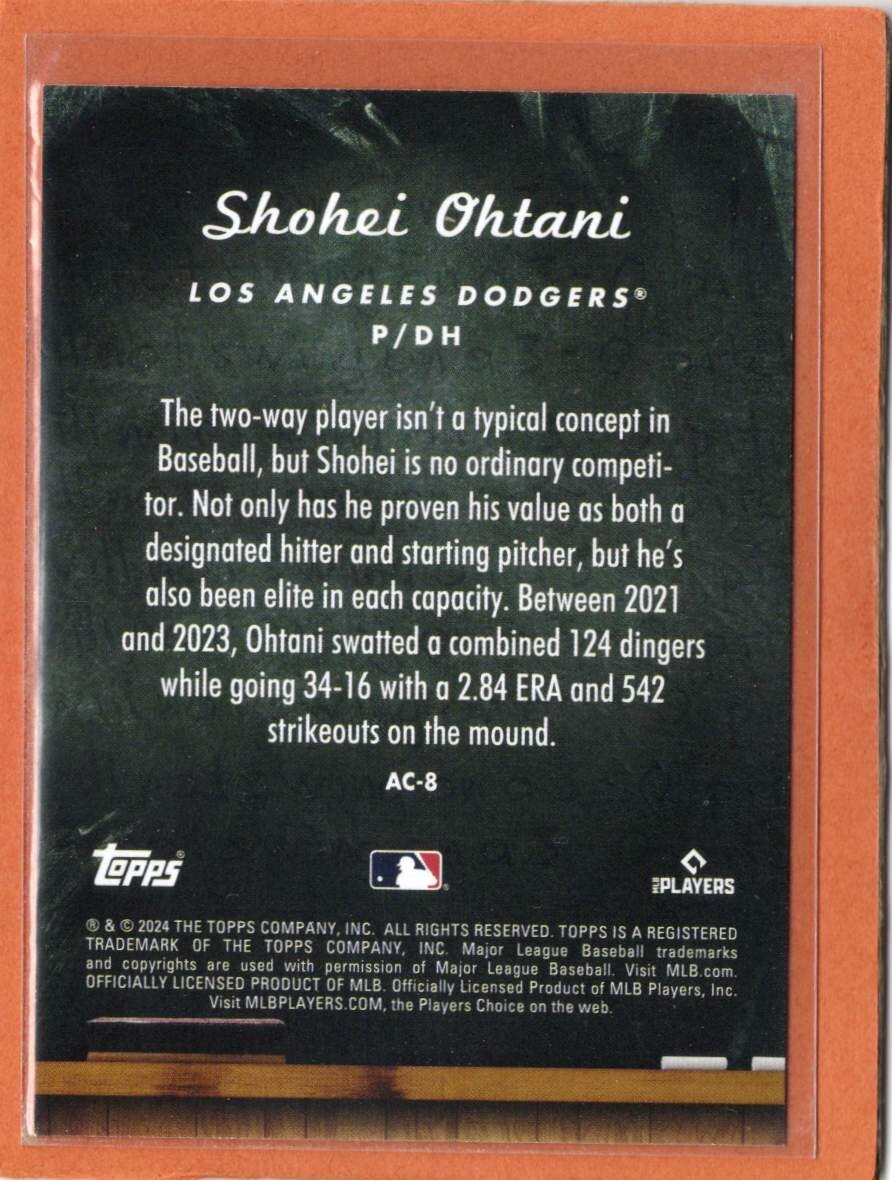 Shohei Ohtani
LOS ANGELES DODGERS®
P/DH
The two-way player isn't a typical concept in
Baseball, but Shohei is no ordinary competi-
tor. Not only has he proven his value as both a
designated hitter and starting pitcher, but he's
also been elite in each capacity. Between 2021
and 2023, Ohtani swatted a combined 124 dingers
while going 34-16 with a 2.84 ERA and 542
strikeouts on the mound.
AC-8
topps®
MLB PLAYERS
® & © 2024 THE TOPPS COMPANY, INC. ALL RIGHTS RESERVED. TOPPS IS A REGISTERED
TRADEMARK OF THE TOPPS COMPANY, INC. Major League Baseball trademarks
and copyrights are used with permission of Major League Baseball. Visit MLB.com.
OFFICIALLY LICENSED PRODUCT OF MLB. Officially Licensed Product of MLB Players, Inc.
Visit MLBPLAYERS.COM, the Players Choice on the web.